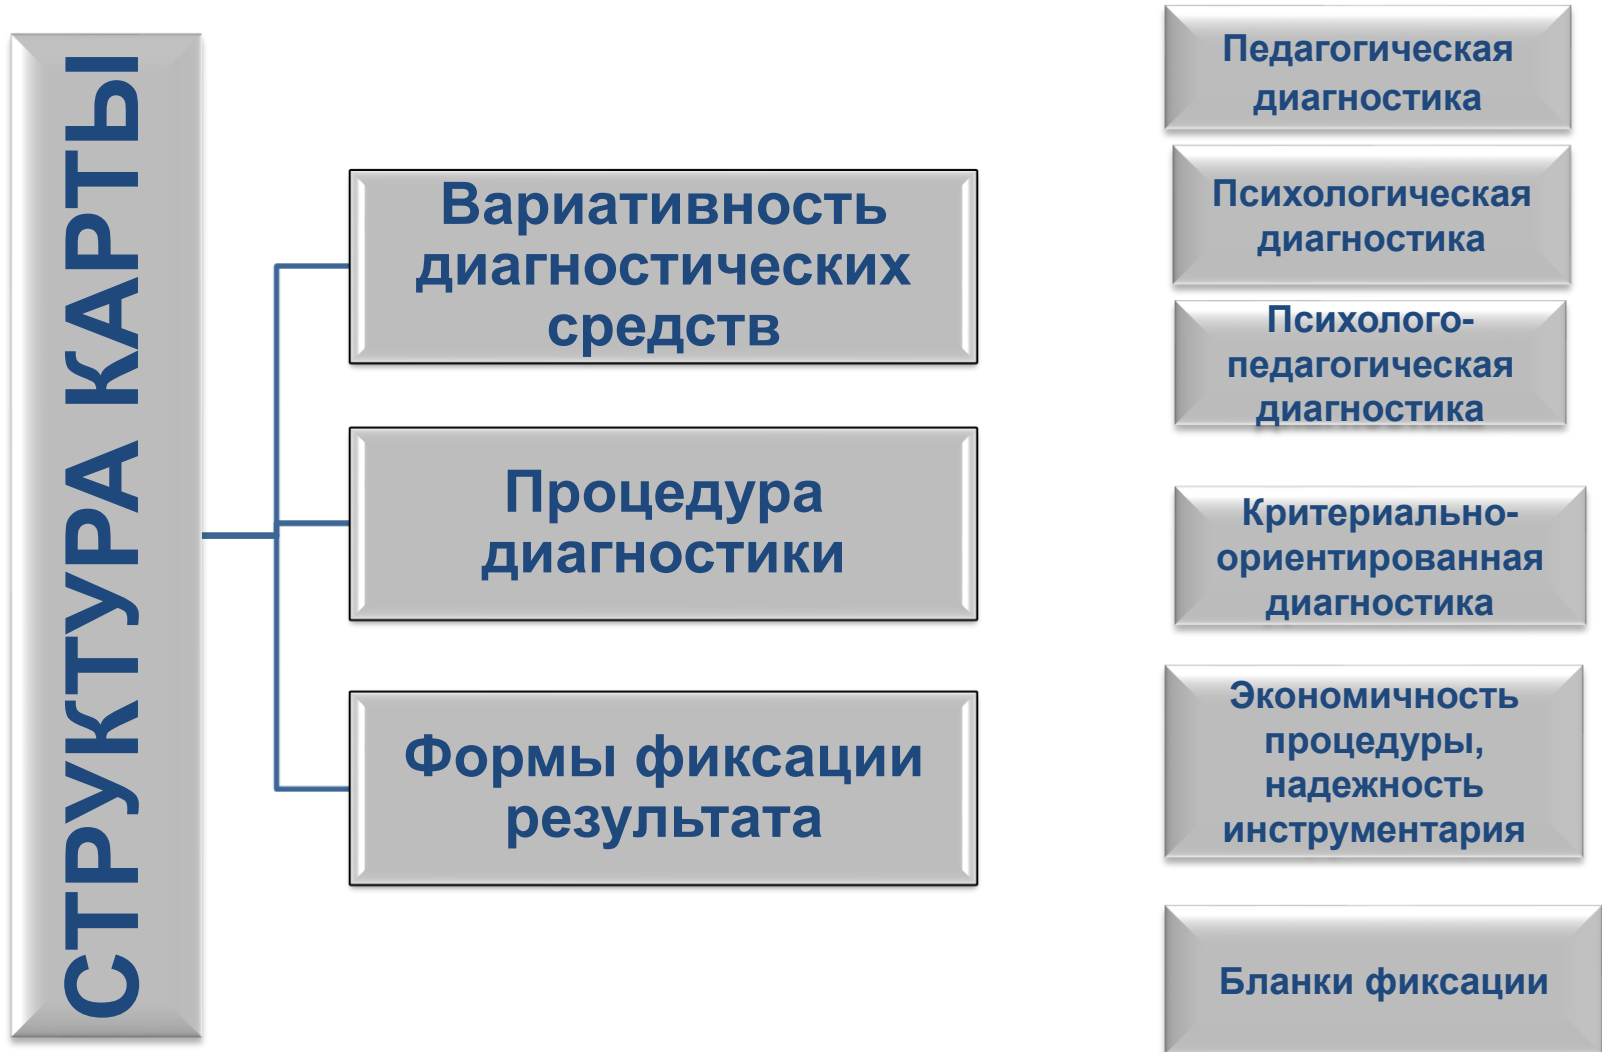 СТРУКТУРА КАРТЫ
Вариативность
диагностических
средств
Процедура
диагностики
Формы фиксации
результата
Педагогическая
диагностика
Психологическая
диагностика
Психолого-
педагогическая
диагностика
Критериально-
ориентированная
диагностика
Экономичность
процедуры,
надежность
инструментария
Бланки фиксации